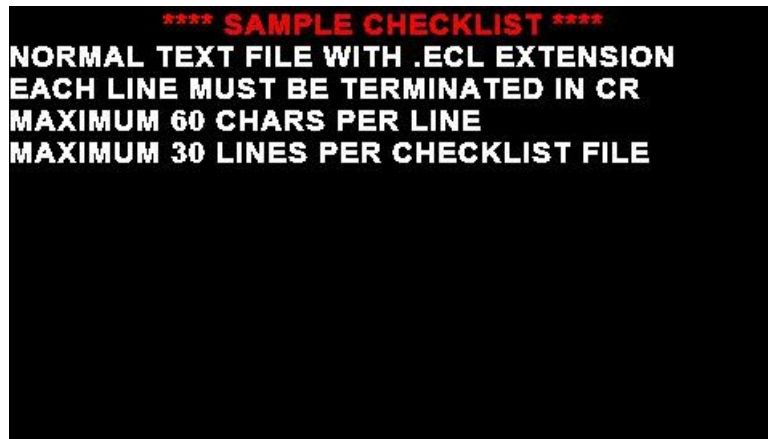 **** SAMPLE CHECKLIST ****
NORMAL TEXT FILE WITH .ECL EXTENSION
EACH LINE MUST BE TERMINATED IN CR
MAXIMUM 60 CHARS PER LINE
MAXIMUM 30 LINES PER CHECKLIST FILE